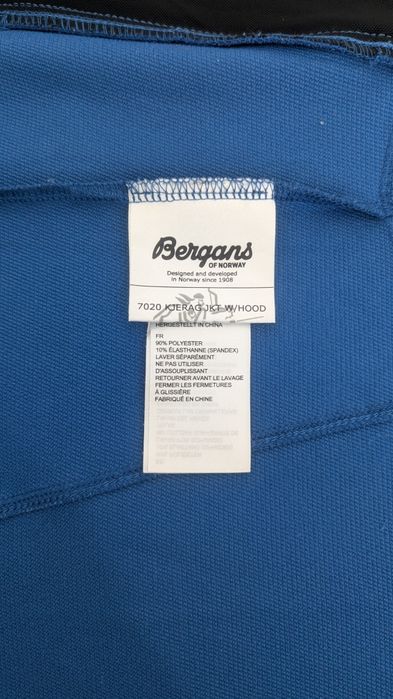 Bergans
OF NORWAY
Designed and developed
in Norway since 1908
7020 KJERAG JKT W/HOOD
HERGESTELLT IN CHINA
FR
90% POLYESTER
10% ÉLASTHANNE (SPANDEX)
LAVER SÉPARÉMENT
NE PAS UTILISER
D'ASSOUPLISSANT
RETOURNER AVANT LE LAVAGE
FERMER LES FERMETURES
À GLISSIÈRE
FABRIQUÉ EN CHINE